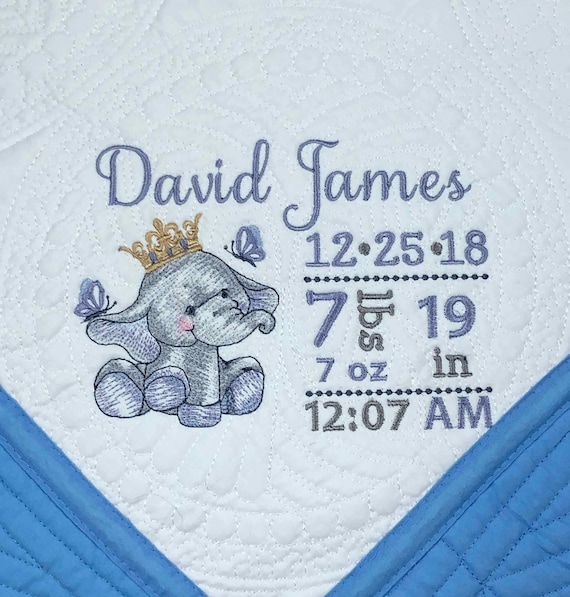 David James
12•25•18
7 lbs 19
7 oz in
12:07 AM